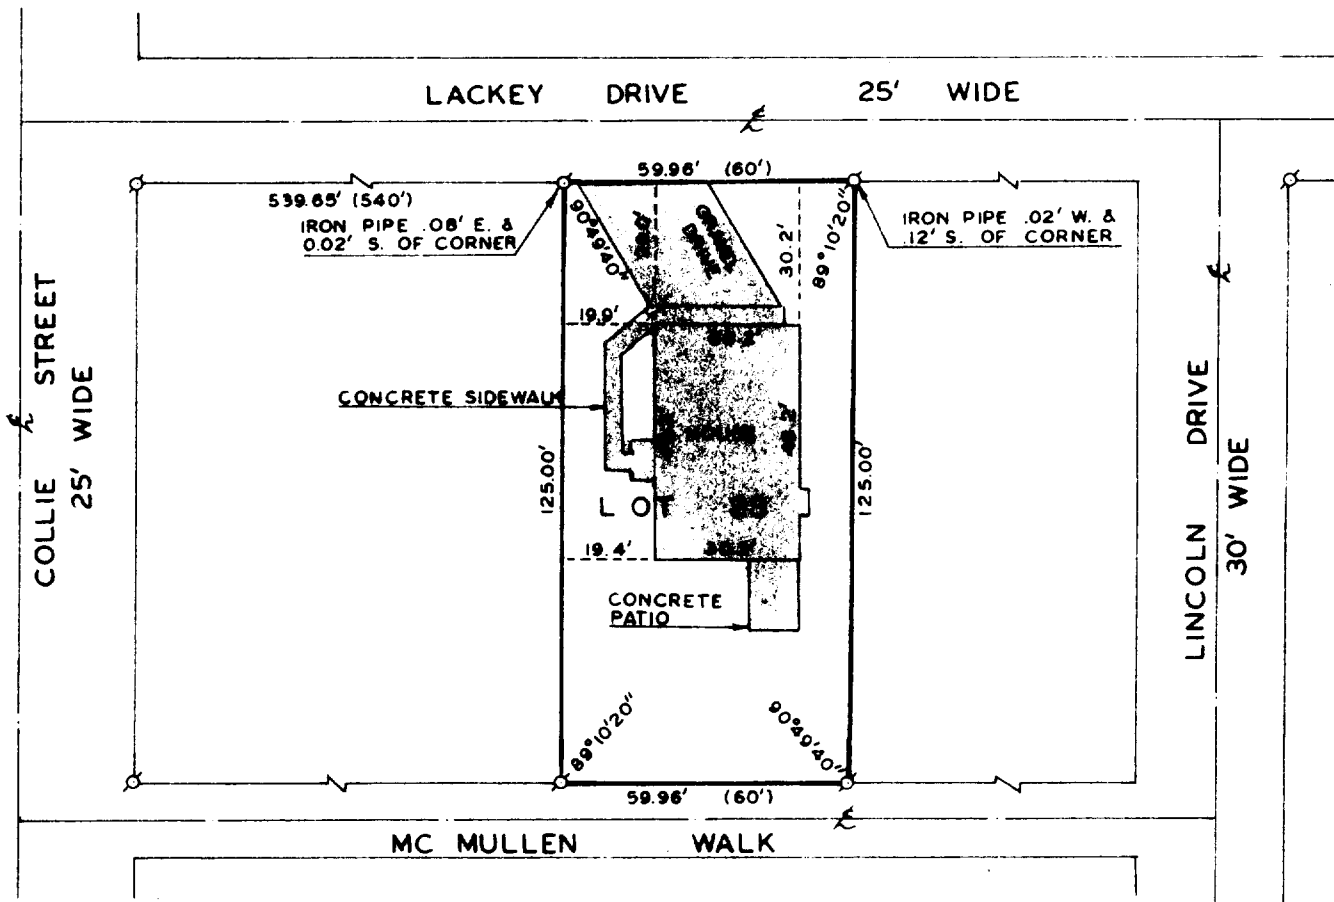 LACKEY DRIVE 25' WIDE
59.96' (60')
539.65' (540')
IRON PIPE .08' E. &
0.02' S. OF CORNER
IRON PIPE .02' W. &
.12' S. OF CORNER
90°49'40"
89°10'20"
DRIVE
30.2'
19.9'
CONCRETE SIDEWALK
HOUSE
COLLIE STREET
25' WIDE
125.00'
125.00'
LINCOLN DRIVE
30' WIDE
LOT
19.4'
CONCRETE
PATIO
89°10'20"
90°49'40"
59.96' (60')
MC MULLEN WALK